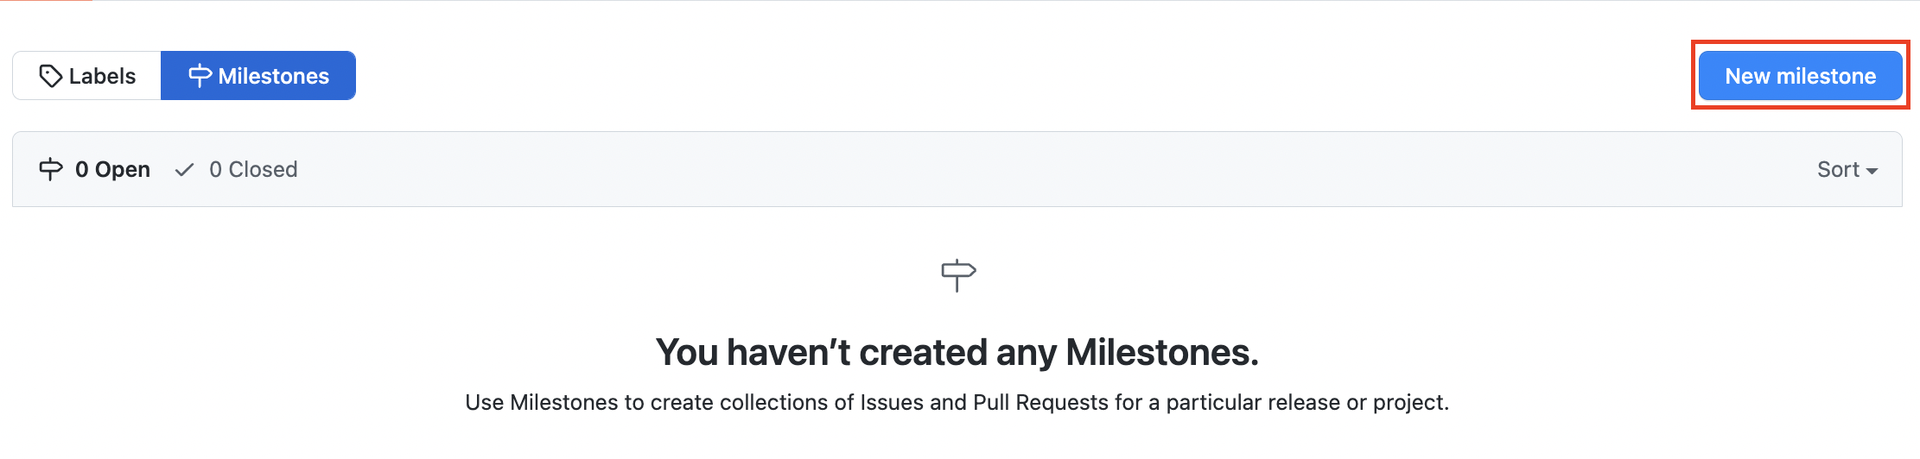 Labels
Milestones
New milestone
0 Open
0 Closed
Sort
You haven’t created any Milestones.
Use Milestones to create collections of Issues and Pull Requests for a particular release or project.